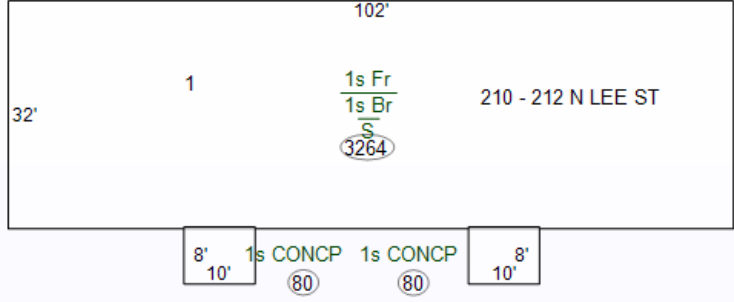 102'
1
1s Fr
1s Br
S
3264
210 - 212 N LEE ST
32'
8'
10'
1s CONCP
80
1s CONCP
80
8'
10'